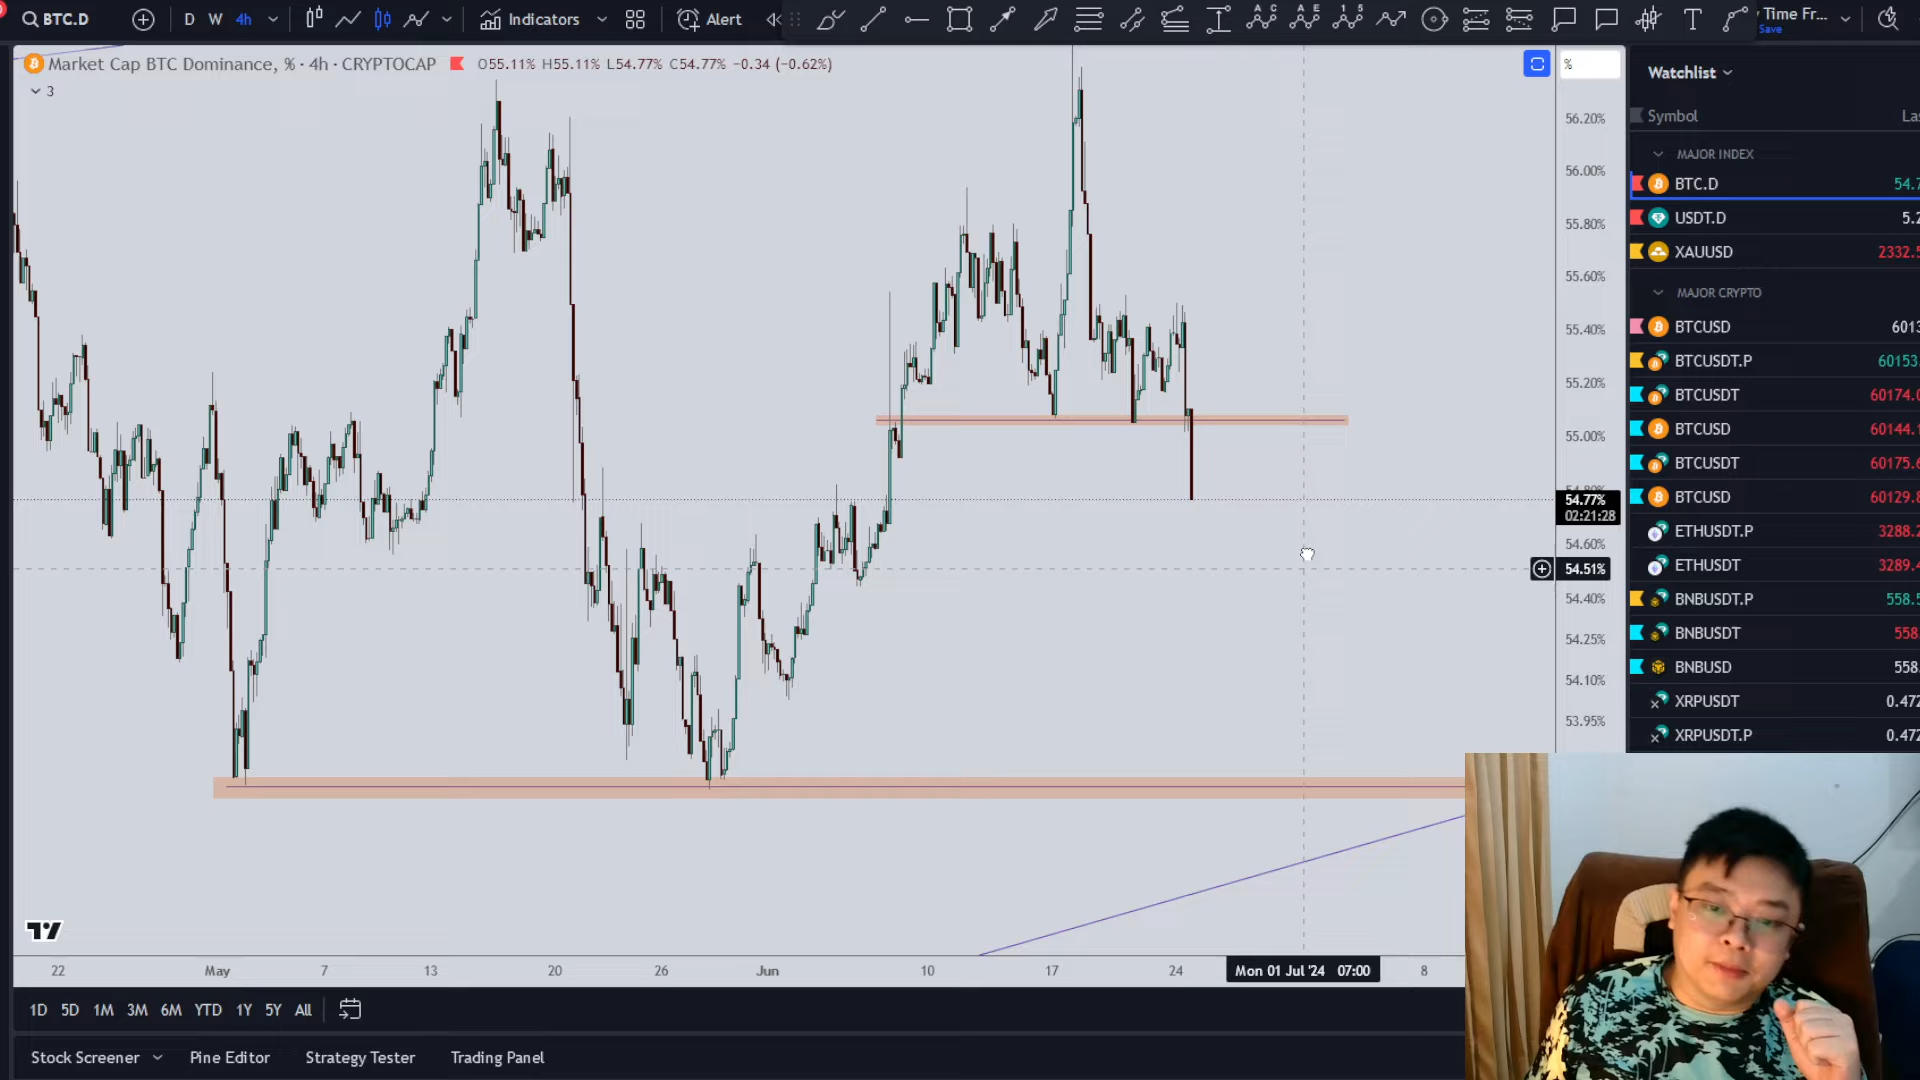 BTC.D
D W 4h
Indicators
Alert
Time Fr...
Save
Market Cap BTC Dominance, % · 4h · CRYPTOCAP
O55.11% H55.11% L54.77% C54.77% −0.34 (−0.62%)
3
%
56.20%
56.00%
55.80%
55.60%
55.40%
55.20%
55.00%
54.77%
02:21:28
54.60%
54.51%
54.40%
54.25%
54.10%
53.95%
22 May 7 13 20 26 Jun 10 17 24 Mon 01 Jul '24 07:00 8
1D 5D 1M 3M 6M YTD 1Y 5Y All
Stock Screener Pine Editor Strategy Tester Trading Panel
Watchlist
Symbol
MAJOR INDEX
BTC.D
USDT.D
XAUUSD
MAJOR CRYPTO
BTCUSD
BTCUSDT.P
BTCUSDT
BTCUSD
BTCUSDT
BTCUSD
ETHUSDT.P
ETHUSDT
BNBUSDT.P
BNBUSDT
BNBUSD
XRPUSDT
XRPUSDT.P